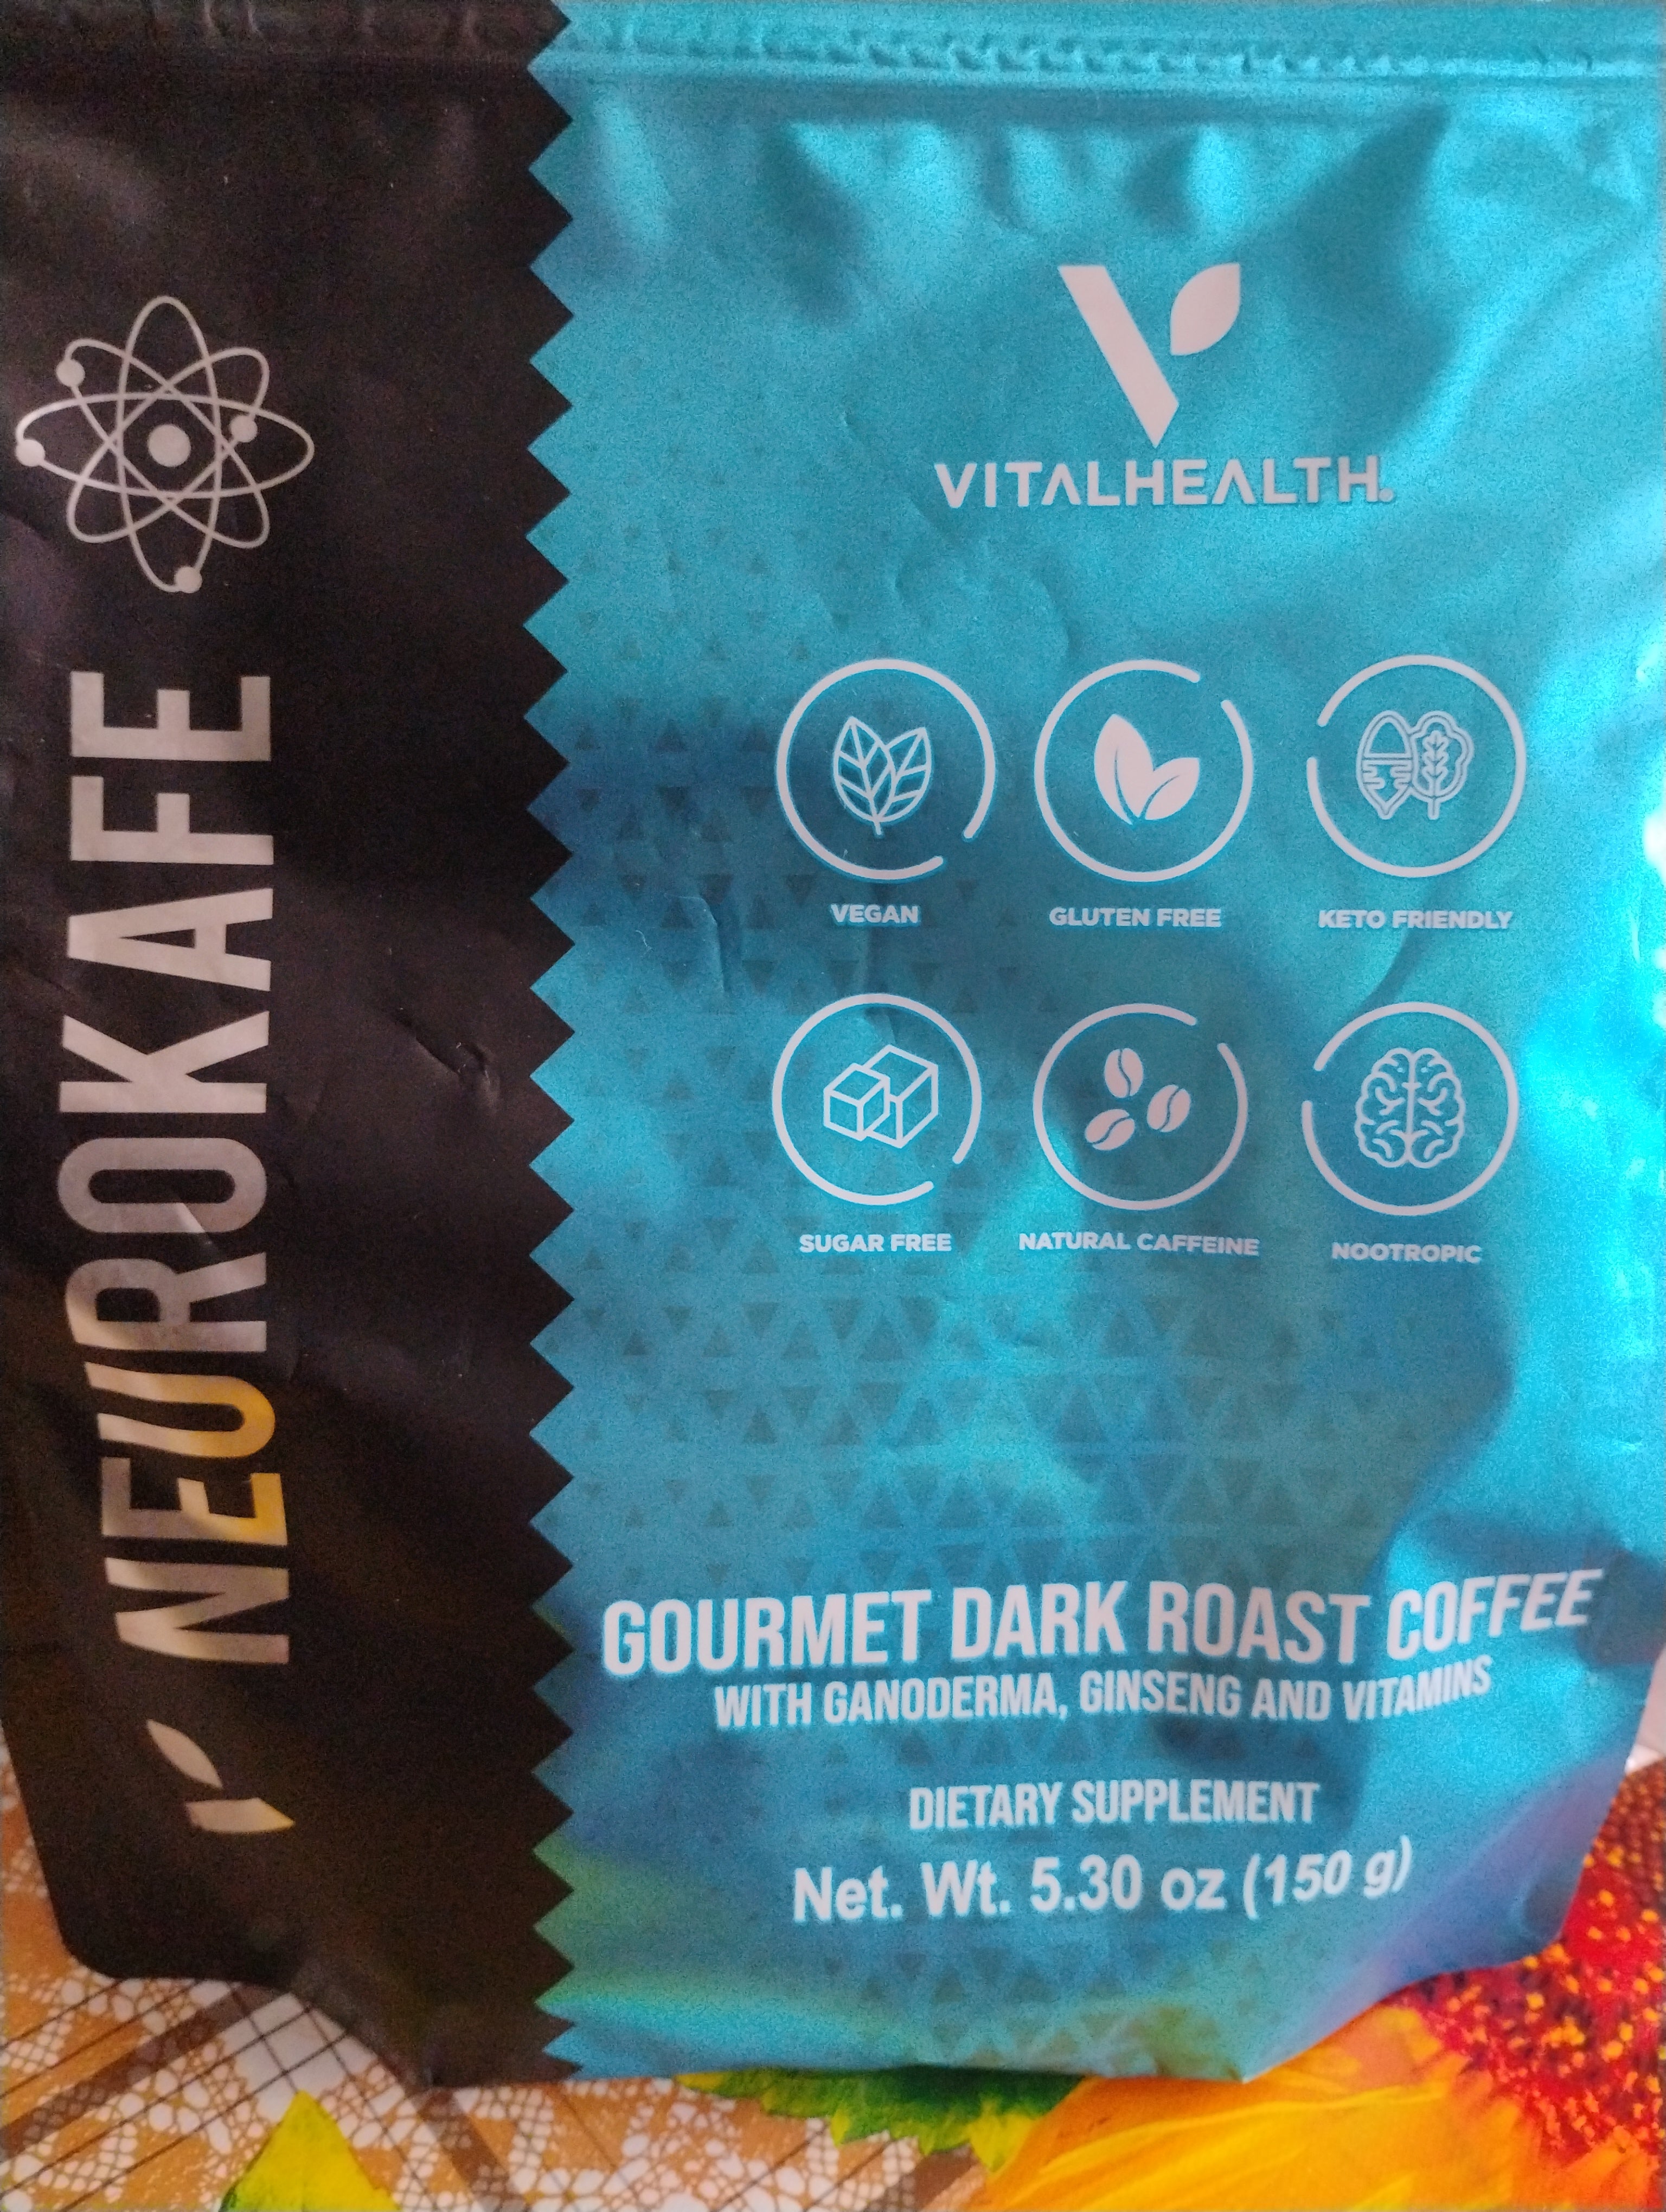 NEUROKAFE
VITALHEALTH®
VEGAN
GLUTEN FREE
KETO FRIENDLY
SUGAR FREE
NATURAL CAFFEINE
NOOTROPIC
GOURMET DARK ROAST COFFEE
WITH GANODERMA, GINSENG AND VITAMINS
DIETARY SUPPLEMENT
Net. Wt. 5.30 oz (150 g)